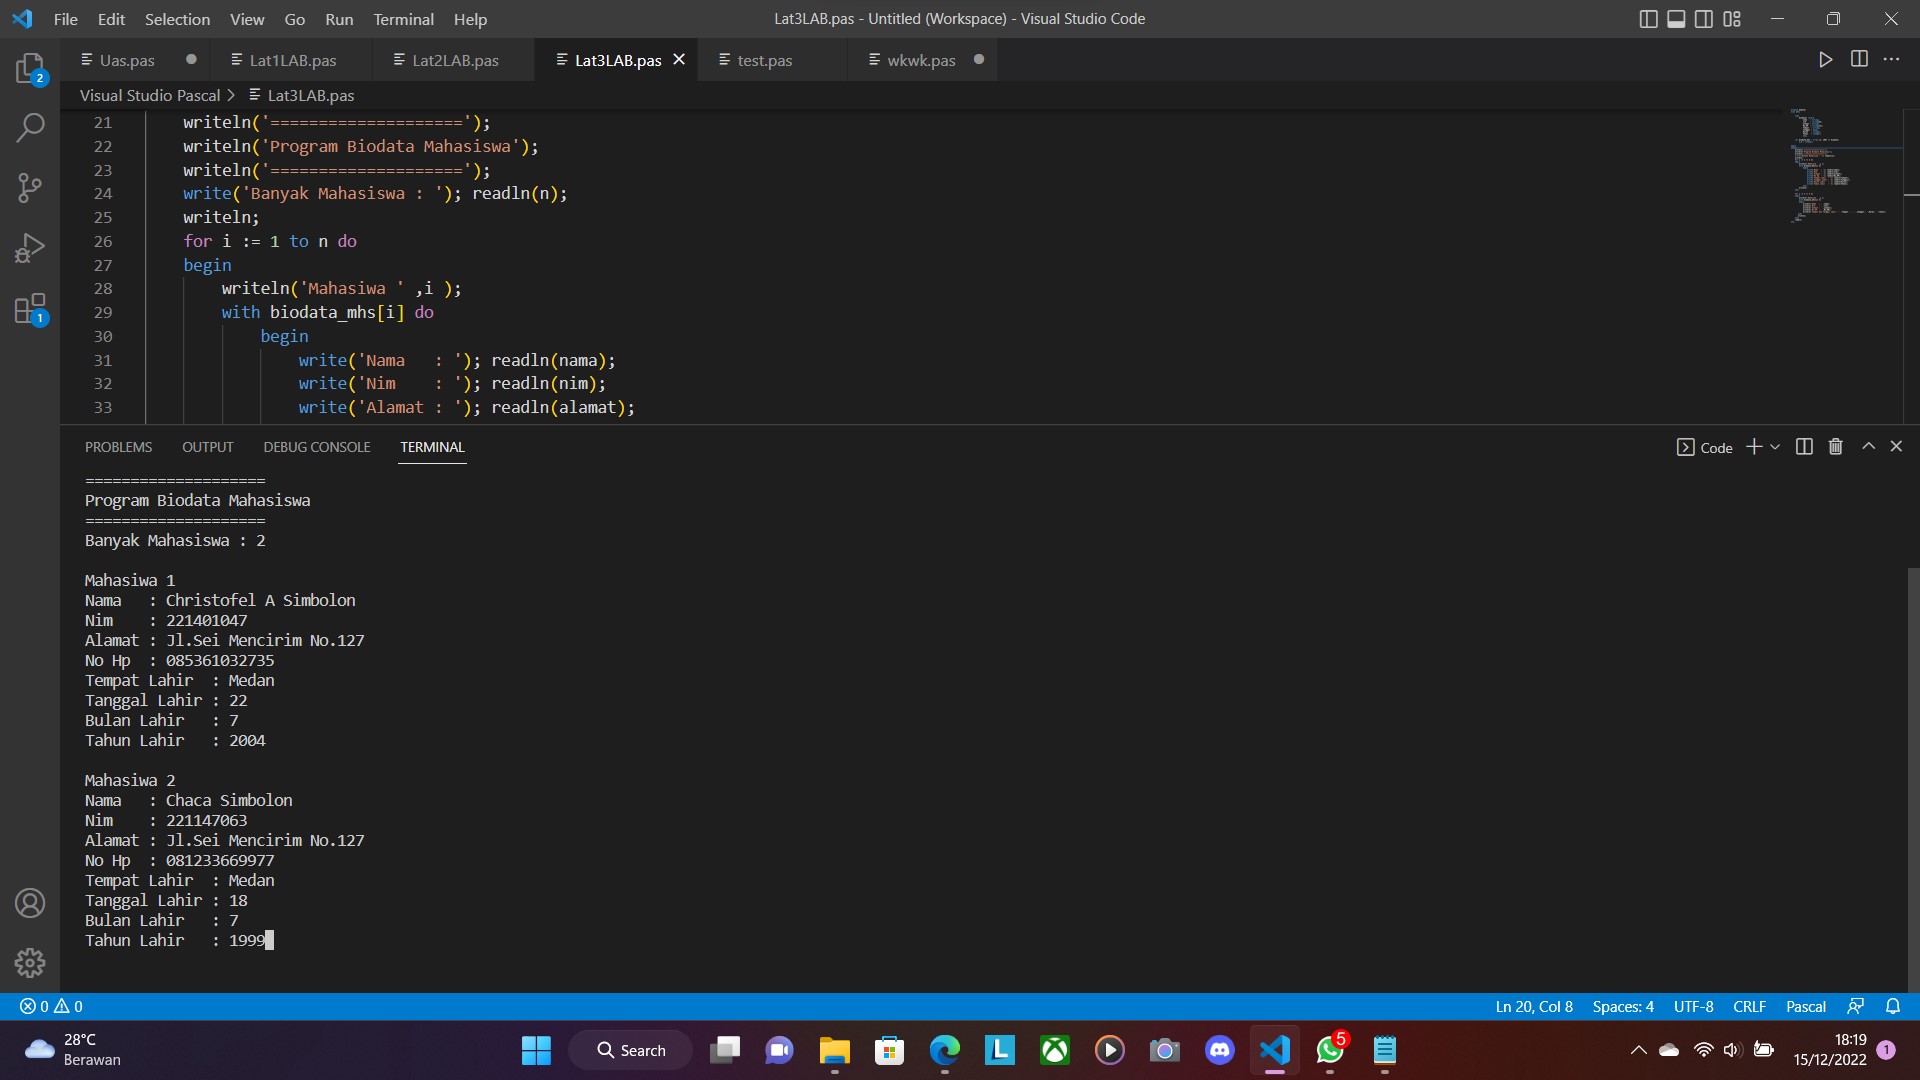 File Edit Selection View Go Run Terminal Help
Lat3LAB.pas - Untitled (Workspace) - Visual Studio Code
2
Uas.pas
Lat1LAB.pas
Lat2LAB.pas
Lat3LAB.pas
test.pas
wkwk.pas
Visual Studio Pascal > Lat3LAB.pas
21 writeln('====================');
22 writeln('Program Biodata Mahasiswa');
23 writeln('====================');
24 write('Banyak Mahasiswa : '); readln(n);
25 writeln;
26 for i := 1 to n do
27 begin
28 writeln('Mahasiwa ' ,i );
29 with biodata_mhs[i] do
30 begin
31 write('Nama   : '); readln(nama);
32 write('Nim    : '); readln(nim);
33 write('Alamat : '); readln(alamat);
1
PROBLEMS OUTPUT DEBUG CONSOLE TERMINAL
Code
====================
Program Biodata Mahasiswa
====================
Banyak Mahasiswa : 2
Mahasiwa 1
Nama   : Christofel A Simbolon
Nim    : 221401047
Alamat : Jl.Sei Mencirim No.127
No Hp  : 085361032735
Tempat Lahir  : Medan
Tanggal Lahir : 22
Bulan Lahir   : 7
Tahun Lahir   : 2004
Mahasiwa 2
Nama   : Chaca Simbolon
Nim    : 221147063
Alamat : Jl.Sei Mencirim No.127
No Hp  : 081233669977
Tempat Lahir  : Medan
Tanggal Lahir : 18
Bulan Lahir   : 7
Tahun Lahir   : 1999
0 0
Ln 20, Col 8 Spaces: 4 UTF-8 CRLF Pascal
28°C
Berawan
Search
L
5
18:19
15/12/2022
1